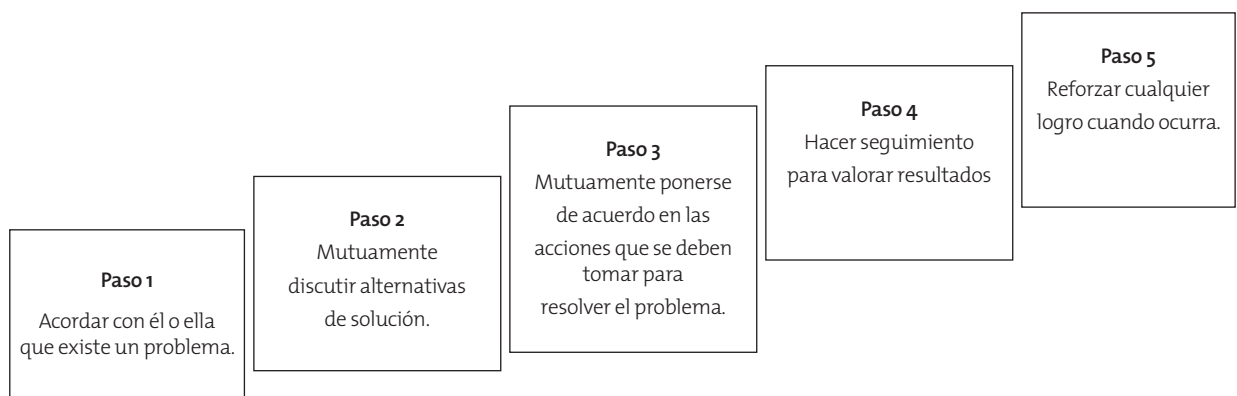 Paso 1
Acordar con él o ella
que existe un problema.
Paso 2
Mutuamente
discutir alternativas
de solución.
Paso 3
Mutuamente ponerse
de acuerdo en las
acciones que se deben
tomar para
resolver el problema.
Paso 4
Hacer seguimiento
para valorar resultados
Paso 5
Reforzar cualquier
logro cuando ocurra.